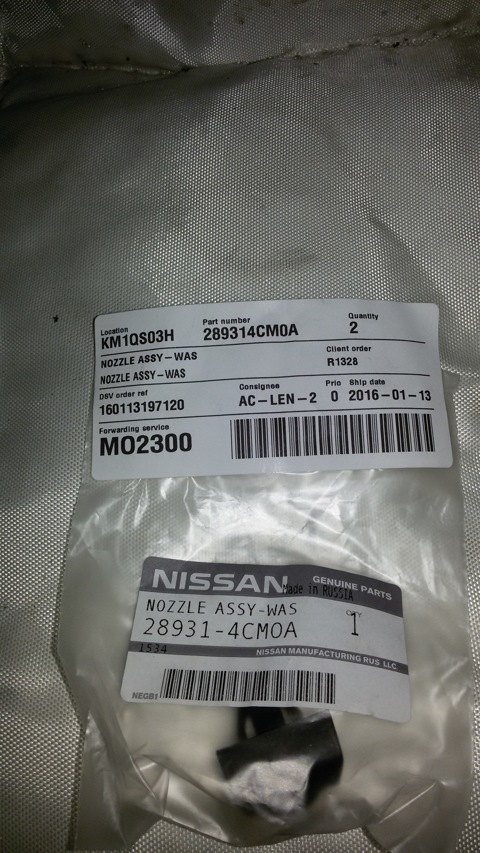 Location Part number Quantity
KM1QS03H 289314CM0A 2
NOZZLE ASSY-WAS Client order
NOZZLE ASSY-WAS R1328
DSV order ref Consignee Prio Ship date
160113197120 AC-LEN-2 0 2016-01-13
Forwarding service
MO2300
NISSAN GENUINE PARTS
Made in RUSSIA
NOZZLE ASSY-WAS QTY
28931-4CM0A 1
1534 NISSAN MANUFACTURING RUS LLC
NEGB1